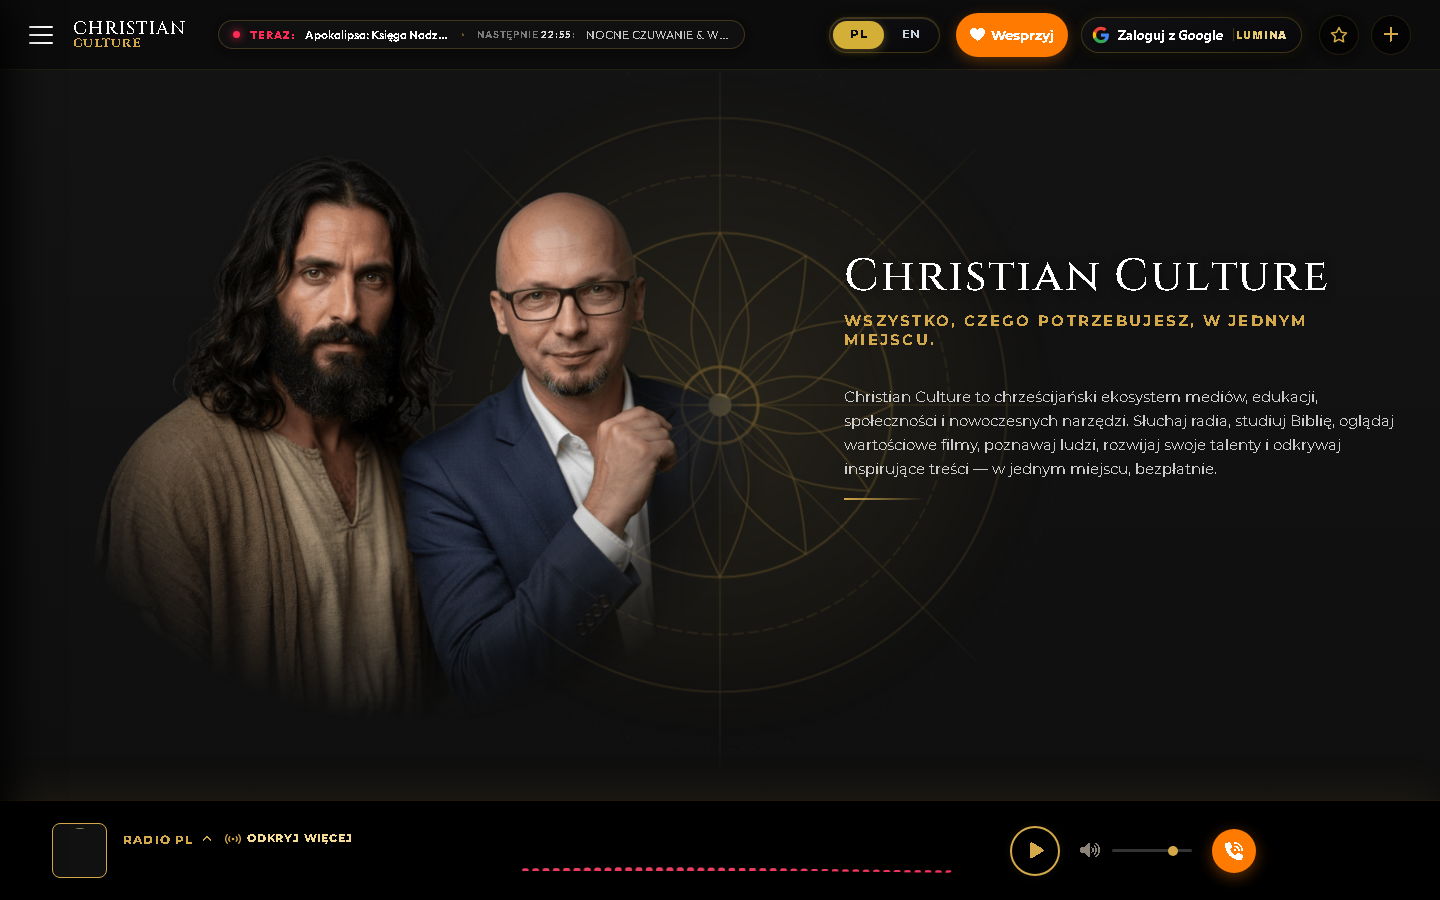 CHRISTIAN
CULTURE
TERAZ: Apokalipsa: Księga Nadz... • NASTĘPNIE 22:55: NOCNE CZUWANIE & W...
PL EN
Wesprzyj
Zaloguj z Google LUMINA
CHRISTIAN CULTURE
WSZYSTKO, CZEGO POTRZEBUJESZ, W JEDNYM
MIEJSCU.
Christian Culture to chrześcijański ekosystem mediów, edukacji,
społeczności i nowoczesnych narzędzi. Słuchaj radia, studiuj Biblię, oglądaj
wartościowe filmy, poznawaj ludzi, rozwijaj swoje talenty i odkrywaj
inspirujące treści — w jednym miejscu, bezpłatnie.
RADIO PL ODKRYJ WIĘCEJ